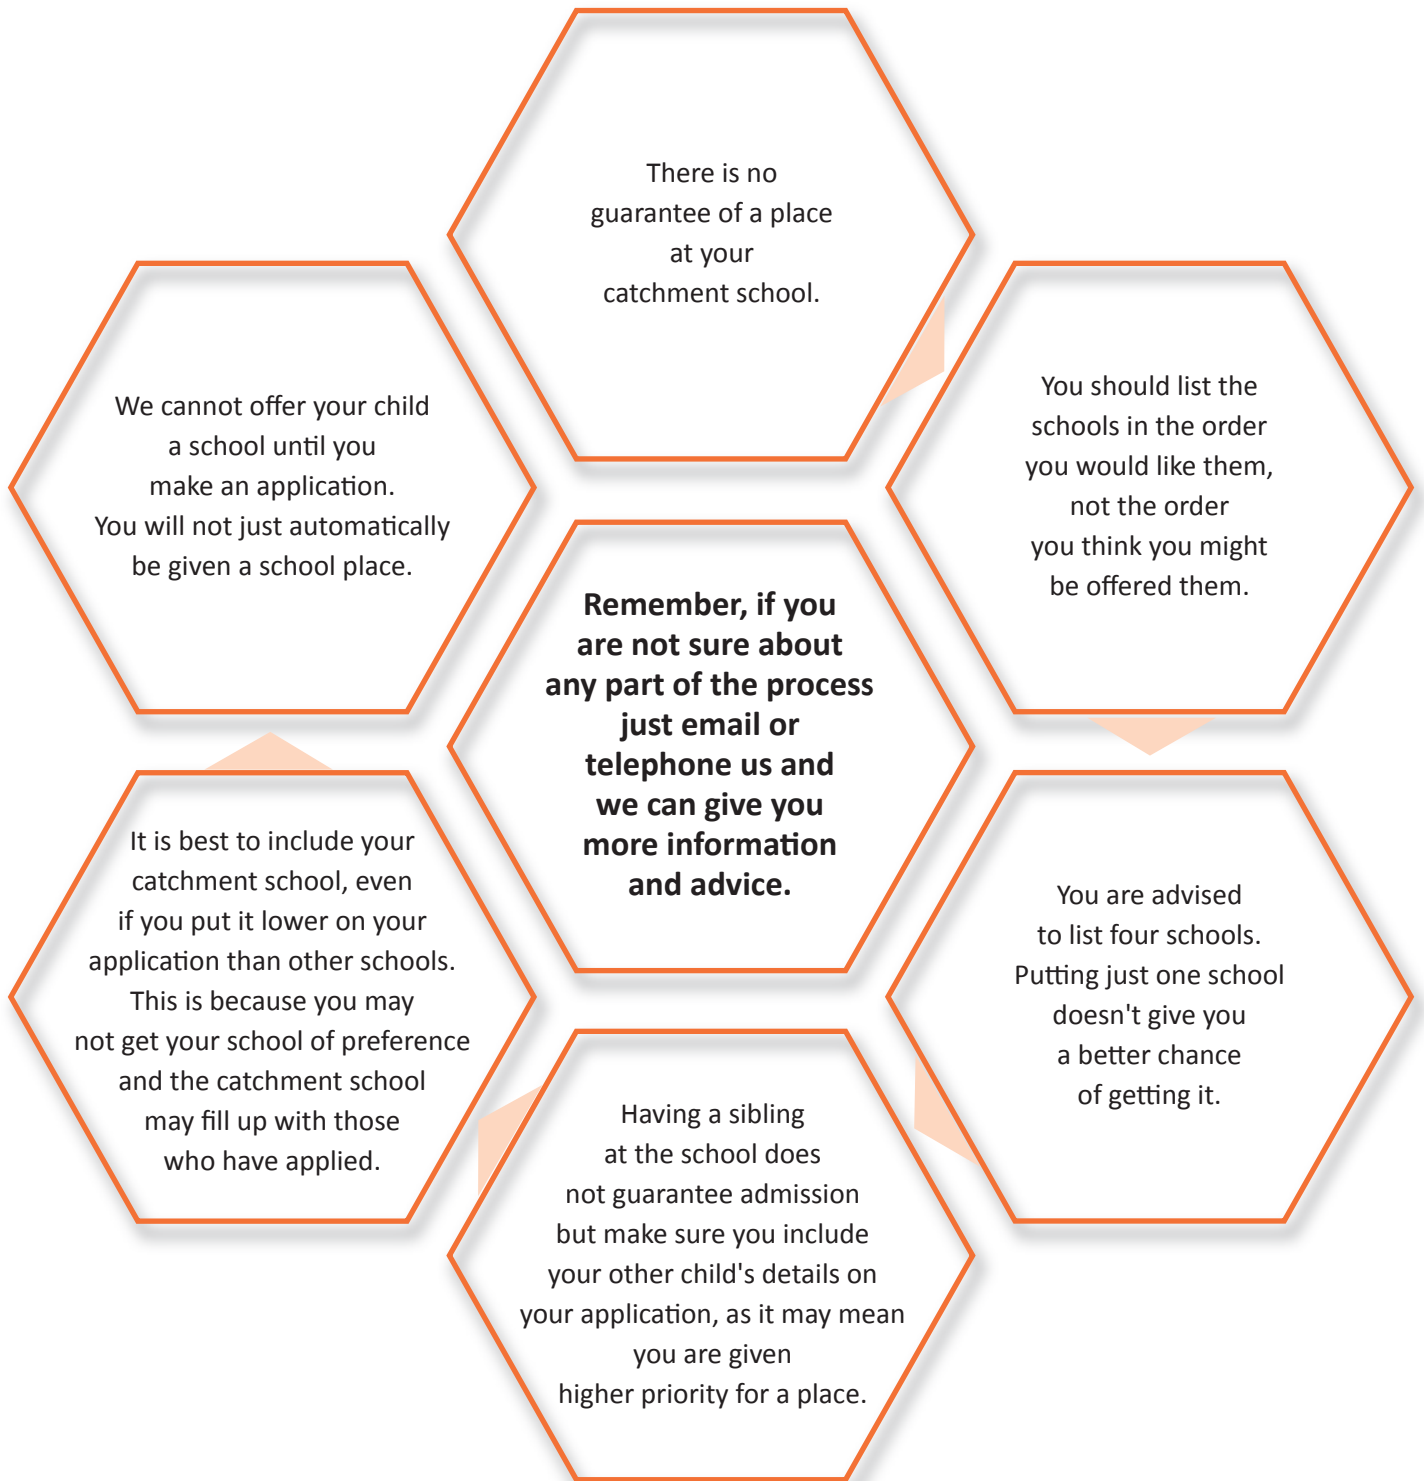 There is no
guarantee of a place
at your
catchment school.
You should list the
schools in the order
you would like them,
not the order
you think you might
be offered them.
You are advised
to list four schools.
Putting just one school
doesn't give you
a better chance
of getting it.
Having a sibling
at the school does
not guarantee admission
but make sure you include
your other child's details on
your application, as it may mean
you are given
higher priority for a place.
It is best to include your
catchment school, even
if you put it lower on your
application than other schools.
This is because you may
not get your school of preference
and the catchment school
may fill up with those
who have applied.
We cannot offer your child
a school until you
make an application.
You will not just automatically
be given a school place.
Remember, if you
are not sure about
any part of the process
just email or
telephone us and
we can give you
more information
and advice.